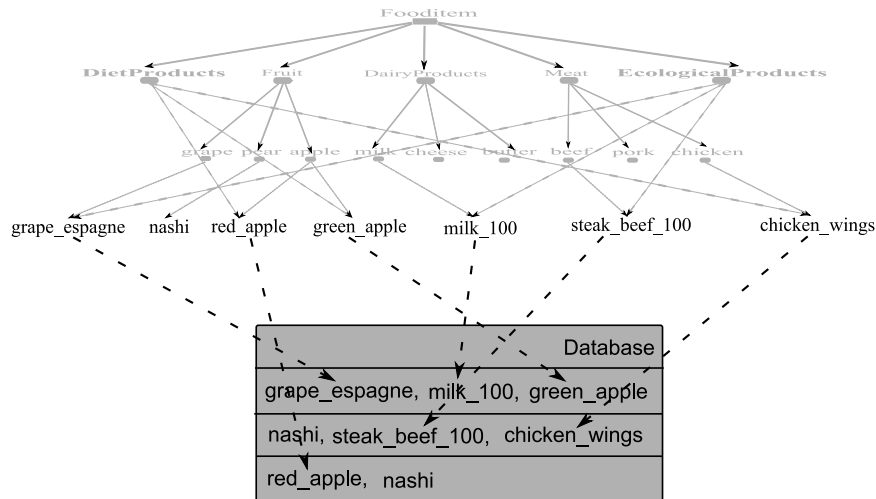 Fooditem
DietProducts Fruit DairyProducts Meat EcologicalProducts
grape pear apple milk cheese butter beef pork chicken
grape_espagne nashi red_apple green_apple milk_100 steak_beef_100 chicken_wings
Database
grape_espagne, milk_100, green_apple
nashi, steak_beef_100, chicken_wings
red_apple, nashi